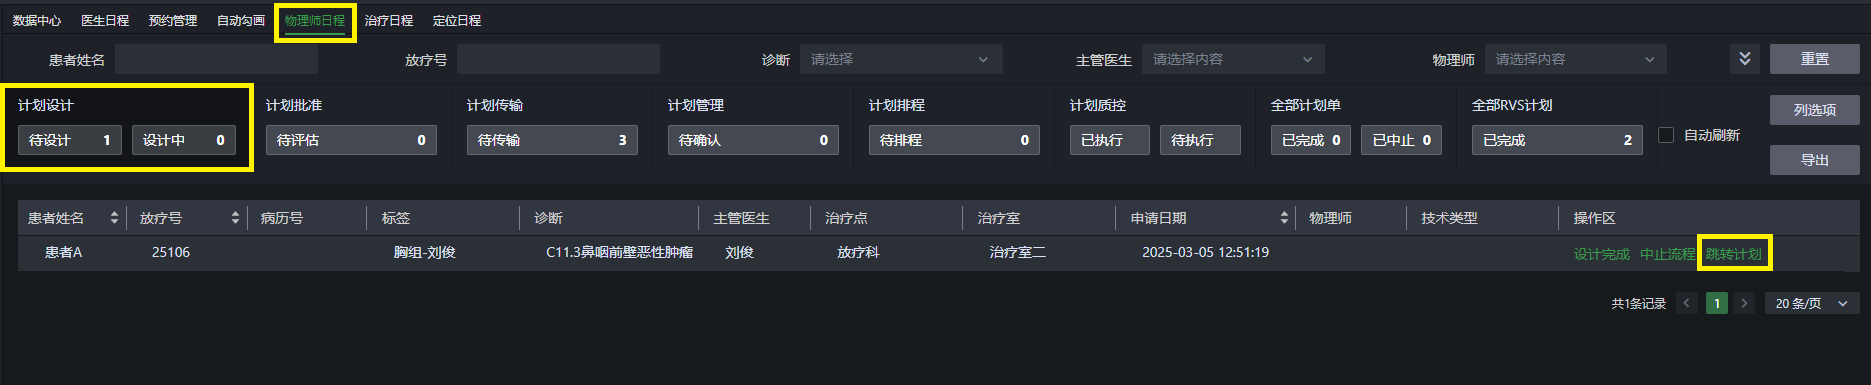 数据中心 医生日程 预约管理 自动勾画 物理师日程 治疗日程 定位日程
患者姓名 放疗号 诊断 请选择 主管医生 请选择内容 物理师 请选择内容 重置
计划设计 计划批准 计划传输 计划管理 计划排程 计划质控 全部计划单 全部RVS计划 列选项
待设计 1 设计中 0 待评估 0 待传输 3 待确认 0 待排程 0 已执行 待执行 已完成 0 已中止 0 已完成 2 自动刷新
导出
患者姓名 放疗号 病历号 标签 诊断 主管医生 治疗点 治疗室 申请日期 物理师 技术类型 操作区
患者A 25106 胸组-刘俊 C11.3鼻咽前壁恶性肿瘤 刘俊 放疗科 治疗室二 2025-03-05 12:51:19 设计完成 中止流程 跳转计划
共1条记录 1 20 条/页